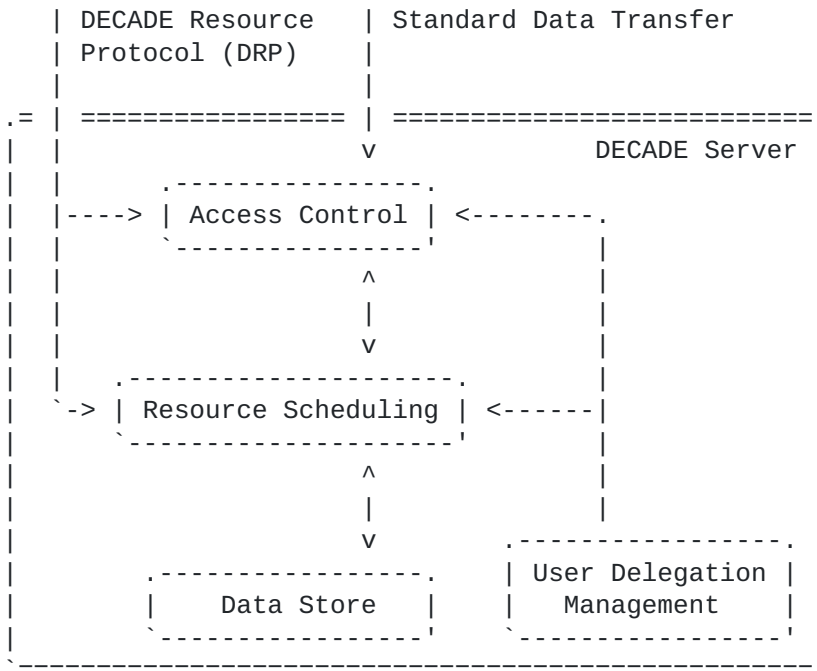 DECADE Resource Standard Data Transfer
Protocol (DRP)
DECADE Server
Access Control
Resource Scheduling
User Delegation
Data Store Management